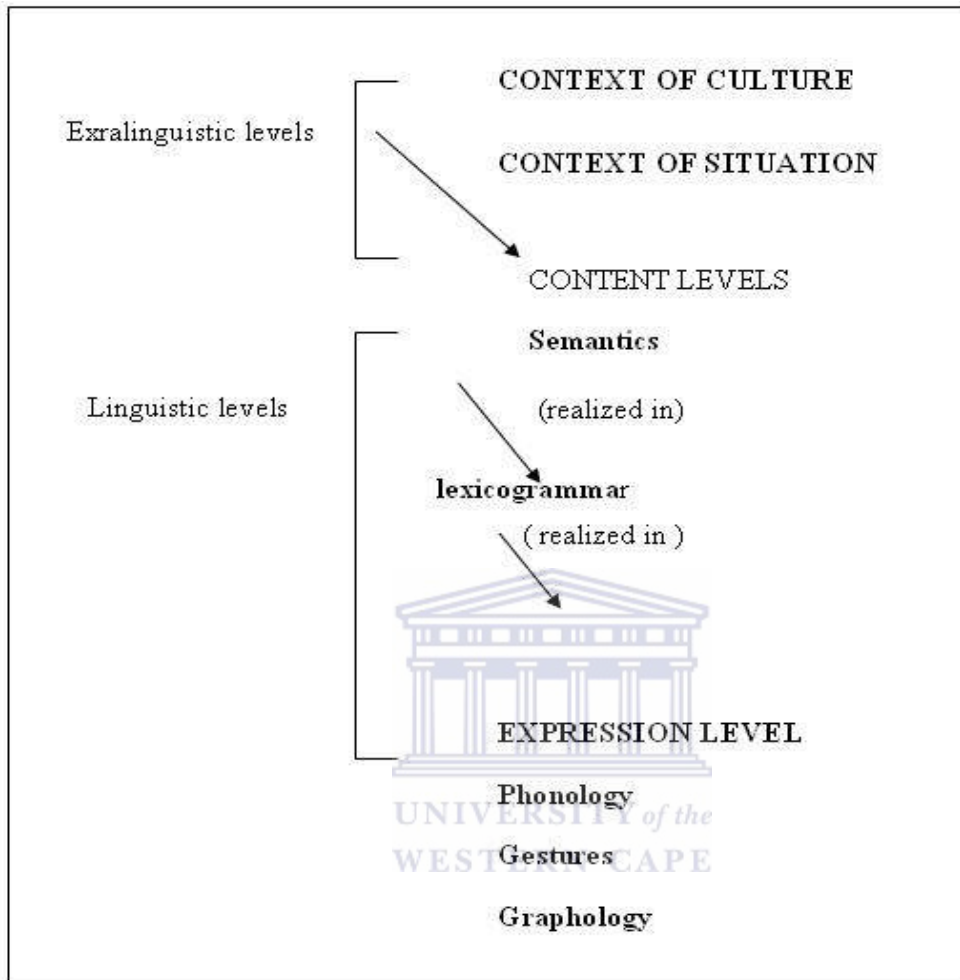 CONTEXT OF CULTURE
Exralinguistic levels
CONTEXT OF SITUATION
CONTENT LEVELS
Semantics
Linguistic levels
(realized in)
lexicogrammar
( realized in )
EXPRESSION LEVEL
Phonology
UNIVERSITY of the
Gestures
WESTERN CAPE
Graphology